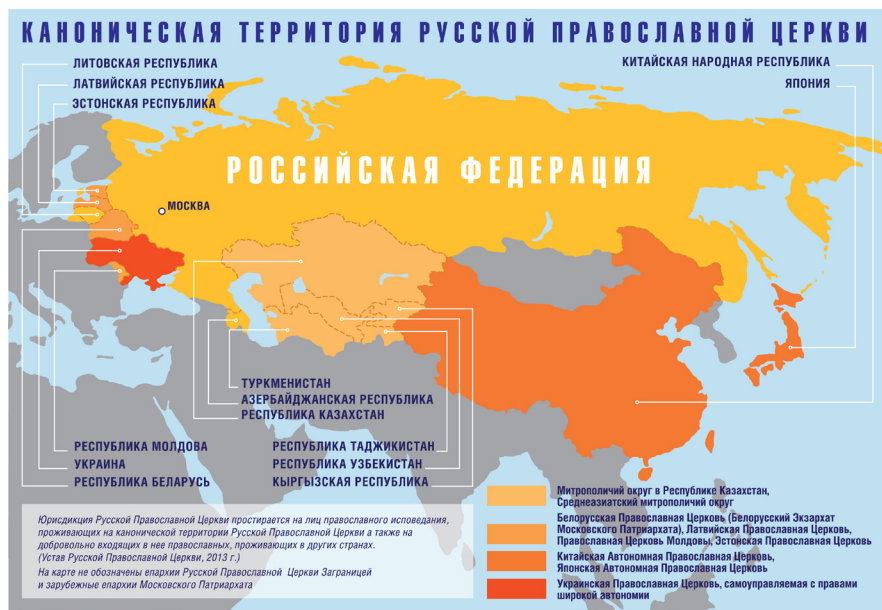 КАНОНИЧЕСКАЯ ТЕРРИТОРИЯ РУССКОЙ ПРАВОСЛАВНОЙ ЦЕРКВИ
ЛИТОВСКАЯ РЕСПУБЛИКА
ЛАТВИЙСКАЯ РЕСПУБЛИКА
ЭСТОНСКАЯ РЕСПУБЛИКА
КИТАЙСКАЯ НАРОДНАЯ РЕСПУБЛИКА
ЯПОНИЯ
РОССИЙСКАЯ ФЕДЕРАЦИЯ
МОСКВА
ТУРКМЕНИСТАН
АЗЕРБАЙДЖАНСКАЯ РЕСПУБЛИКА
РЕСПУБЛИКА КАЗАХСТАН
РЕСПУБЛИКА МОЛДОВА
УКРАИНА
РЕСПУБЛИКА БЕЛАРУСЬ
РЕСПУБЛИКА ТАДЖИКИСТАН
РЕСПУБЛИКА УЗБЕКИСТАН
КЫРГЫЗСКАЯ РЕСПУБЛИКА
Юрисдикция Русской Православной Церкви простирается на лиц православного исповедания,
проживающих на канонической территории Русской Православной Церкви а также на
добровольно входящих в нее православных, проживающих в других странах.
(Устав Русской Православной Церкви, 2013 г.)
На карте не обозначены епархии Русской Православной Церкви Заграницей
и зарубежные епархии Московского Патриархата
Митрополичий округ в Республике Казахстан,
Среднеазиатский митрополичий округ
Белорусская Православная Церковь (Белорусский Экзархат
Московского Патриархата), Латвийская Православная Церковь,
Православная Церковь Молдовы, Эстонская Православная Церковь
Китайская Автономная Православная Церковь,
Японская Автономная Православная Церковь
Украинская Православная Церковь, самоуправляемая с правами
широкой автономии